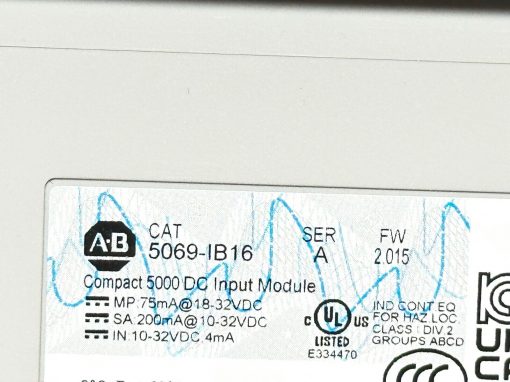 A-B
CAT
5069-IB16
SER
A
FW
2.015
Compact 5000 DC Input Module
MP: 75mA@18-32VDC
SA: 200mA@10-32VDC
IN: 10-32VDC 4mA
C UL US
LISTED
E334470
IND CONT EQ
FOR HAZ LOC.
CLASS I DIV 2
GROUPS ABCD
CCC